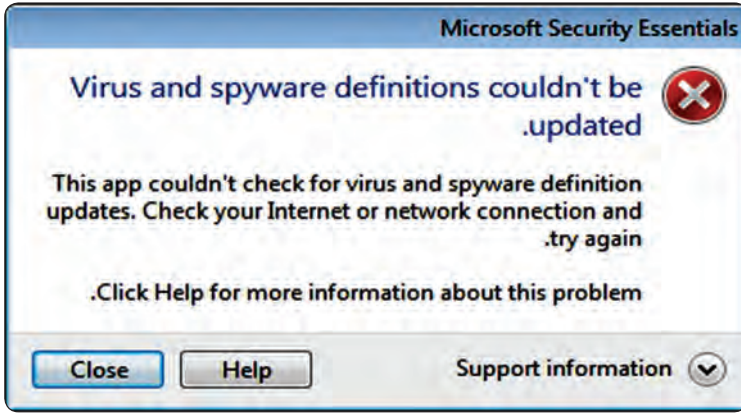 Microsoft Security Essentials
Virus and spyware definitions couldn't be
.updated
This app couldn't check for virus and spyware definition
updates. Check your Internet or network connection and
.try again
.Click Help for more information about this problem
Close Help Support information